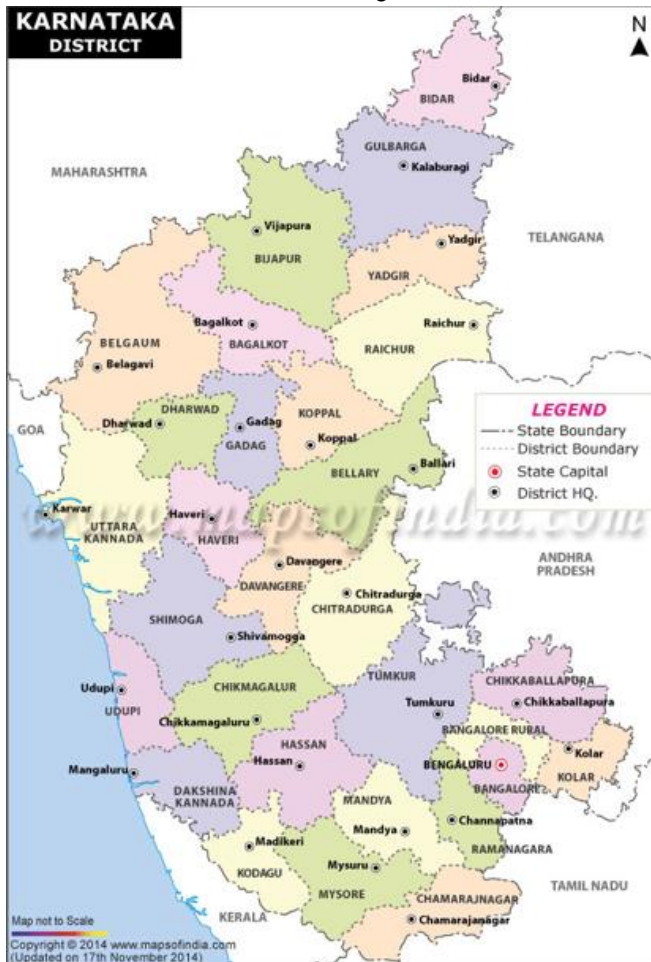 KARNATAKA
DISTRICT
N
Bidar
BIDAR
GULBARGA
Kalaburagi
MAHARASHTRA
Vijapura
BIJAPUR
Yadgir
YADGIR
TELANGANA
Bagalkot
BAGALKOT
Raichur
RAICHUR
BELGAUM
Belagavi
DHARWAD
Dharwad
Gadag
GADAG
KOPPAL
Koppal
GOA
BELLARY
Ballari
LEGEND
State Boundary
District Boundary
State Capital
District HQ.
Karwar
UTTARA
KANNADA
Haveri
HAVERI
www.mapsofindia.com
Davangere
DAVANGERE
Chitradurga
CHITRADURGA
ANDHRA
PRADESH
SHIMOGA
Shivamogga
TUMKUR
Tumkuru
CHIKKABALLAPURA
Chikkaballapura
Udupi
UDUPI
CHIKMAGALUR
Chikkamagaluru
BANGALORE RURAL
BENGALURU
BANGALORE
Kolar
KOLAR
HASSAN
Hassan
Mangaluru
DAKSHINA
KANNADA
MANDYA
Mandya
Channapatna
RAMANAGARA
Madikeri
KODAGU
Mysuru
MYSORE
CHAMARAJNAGAR
Chamarajanagar
TAMIL NADU
KERALA
Map not to Scale
Copyright © 2014 www.mapsofindia.com
(Updated on 17th November 2014)